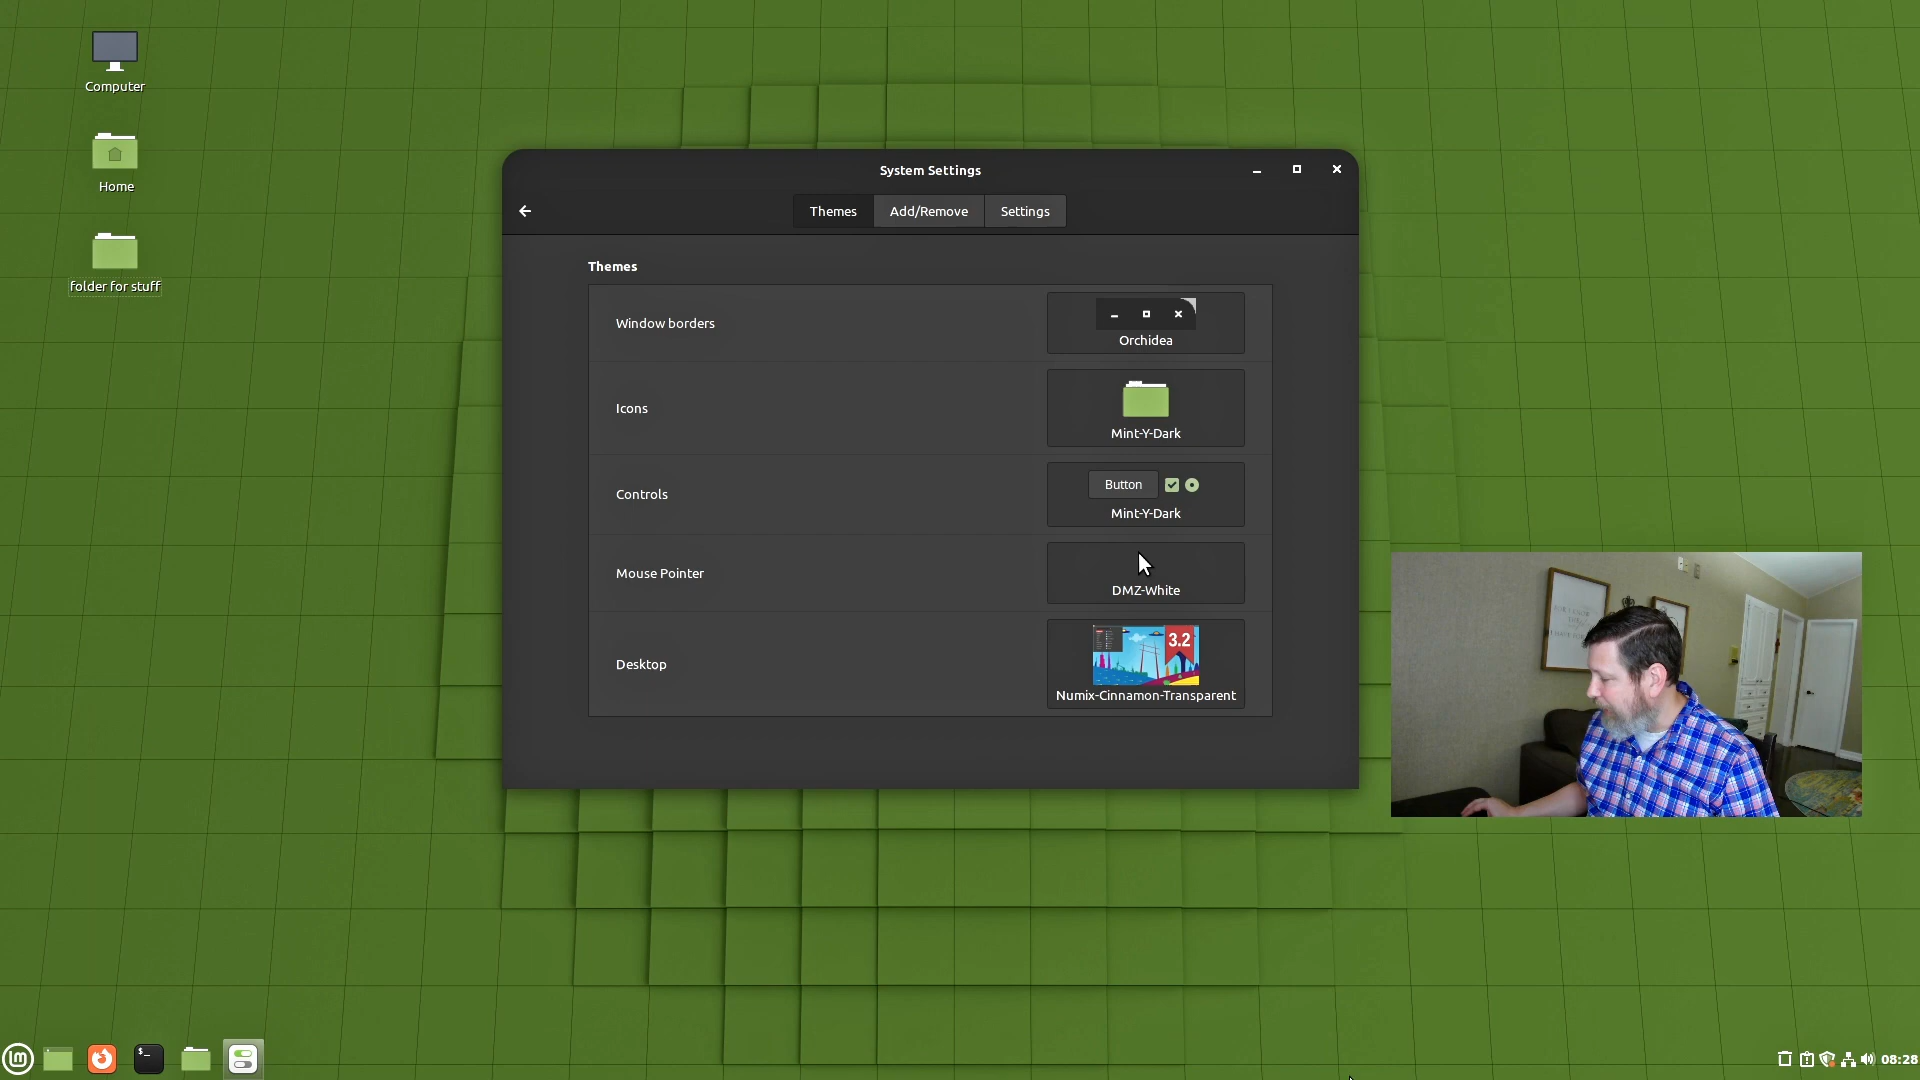 Computer
Home
folder for stuff
System Settings
Themes
Add/Remove
Settings
Themes
Window borders
Orchidea
Icons
Mint-Y-Dark
Controls
Button
Mint-Y-Dark
Mouse Pointer
DMZ-White
Desktop
3.2
Numix-Cinnamon-Transparent
$_
lm
08:28